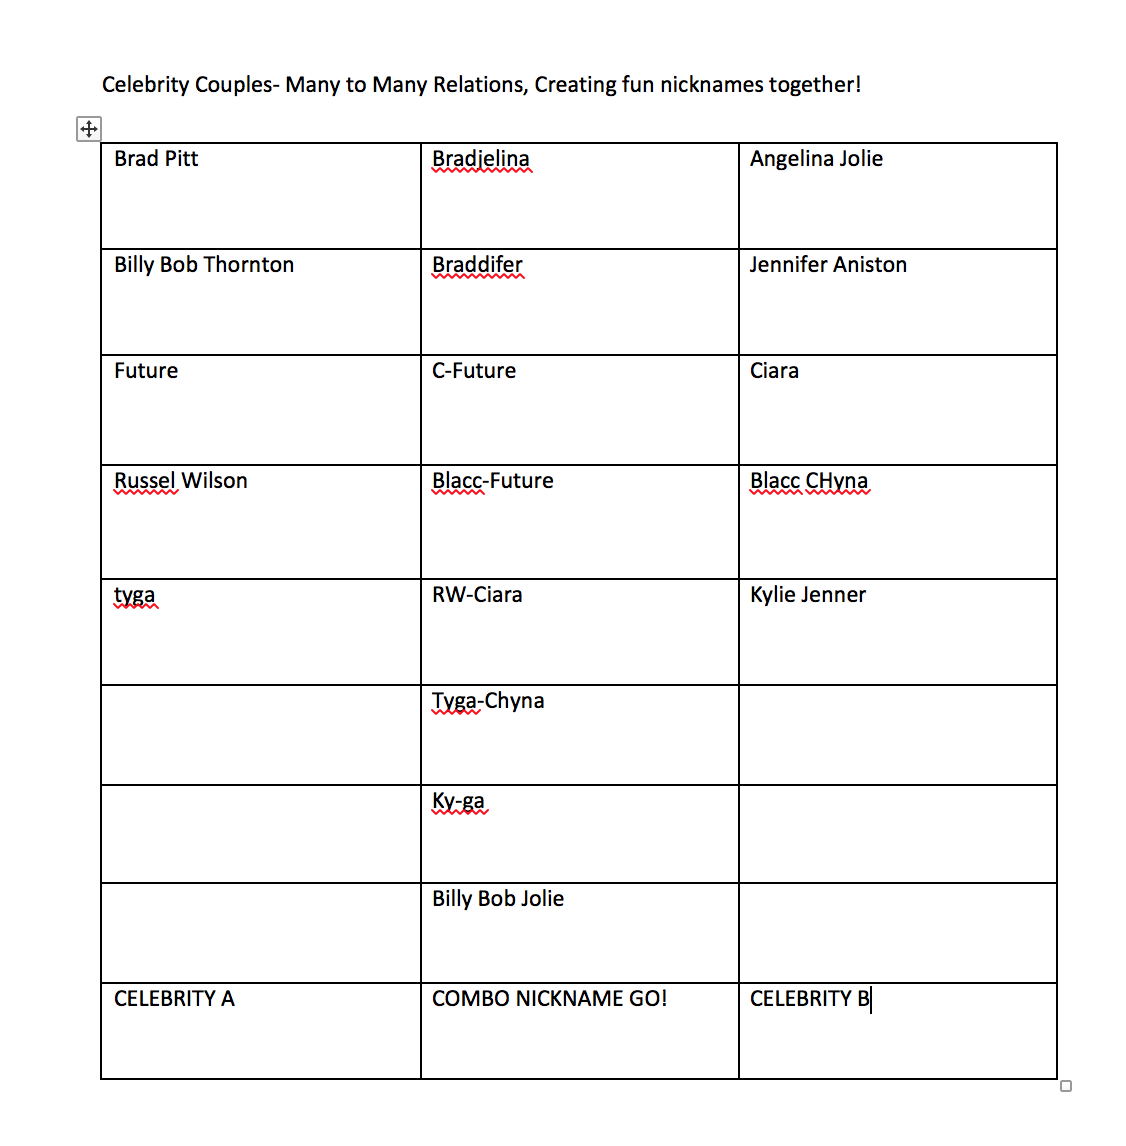 Celebrity Couples- Many to Many Relations, Creating fun nicknames together!
Brad Pitt Bradjelina Angelina Jolie
Billy Bob Thornton Braddifer Jennifer Aniston
Future C-Future Ciara
Russel Wilson Blacc-Future Blacc CHyna
tyga RW-Ciara Kylie Jenner
Tyga-Chyna
Ky-ga
Billy Bob Jolie
CELEBRITY A COMBO NICKNAME GO! CELEBRITY B